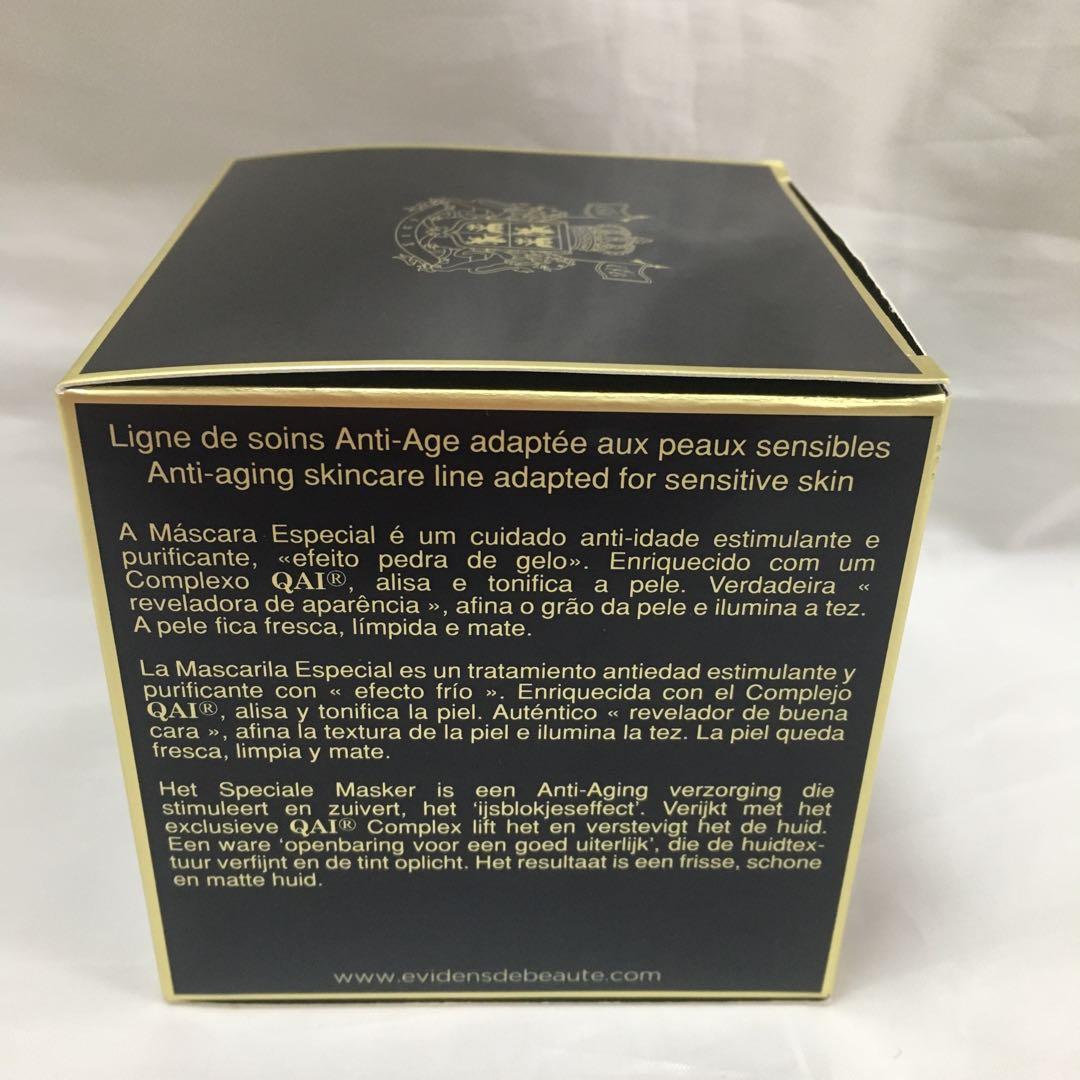 Ligne de soins Anti-Age adaptée aux peaux sensibles
Anti-aging skincare line adapted for sensitive skin
A Máscara Especial é um cuidado anti-idade estimulante e
purificante, «efeito pedra de gelo». Enriquecido com um
Complexo QAI®, alisa e tonifica a pele. Verdadeira «
reveladora de aparência », afina o grão da pele e ilumina a tez.
A pele fica fresca, límpida e mate.
La Mascarila Especial es un tratamiento antiedad estimulante y
purificante con « efecto frío ». Enriquecida con el Complejo
QAI®, alisa y tonifica la piel. Auténtico « revelador de buena
cara », afina la textura de la piel e ilumina la tez. La piel queda
fresca, limpia y mate.
Het Speciale Masker is een Anti-Aging verzorging die
stimuleert en zuivert, het 'ijsblokjeseffect'. Verijkt met het
exclusieve QAI® Complex lift het en verstevigt het de huid.
Een ware 'openbaring voor een goed uiterlijk', die de huidtex-
tuur verfijnt en de tint oplicht. Het resultaat is een frisse, schone
en matte huid.
www.evidensdebeaute.com